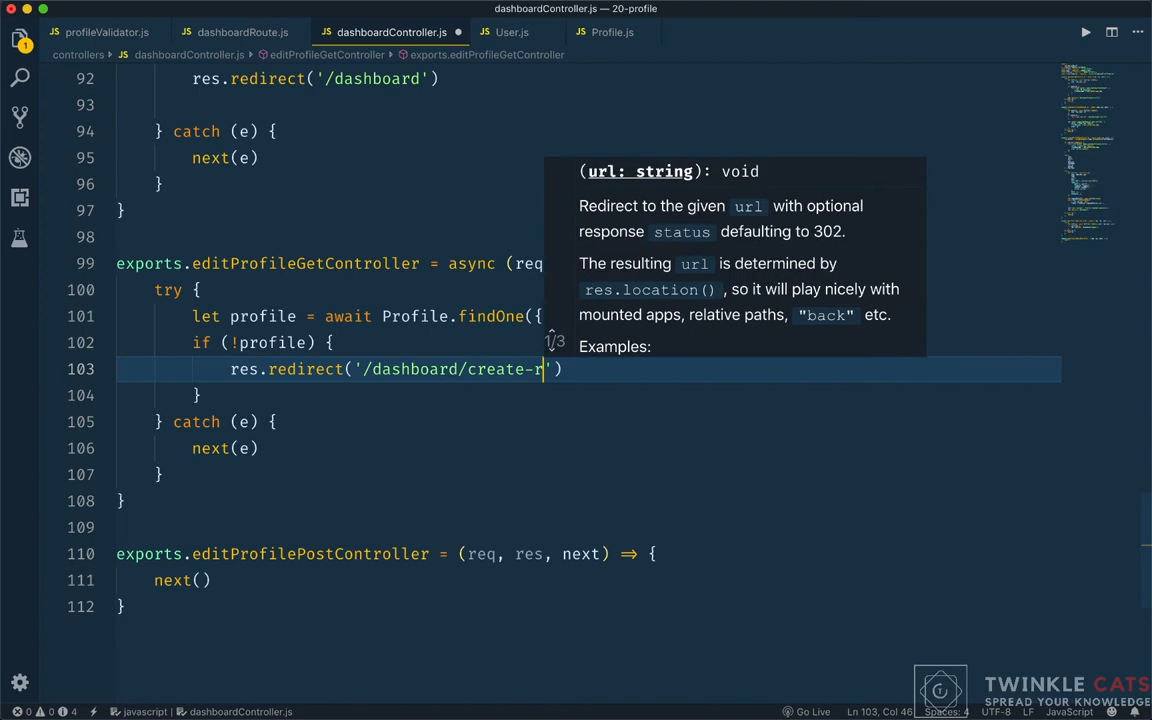 dashboardController.js — 20-profile
profileValidator.js
dashboardRoute.js
dashboardController.js
User.js
Profile.js
controllers > JS dashboardController.js > editProfileGetController > exports.editProfileGetController
92 res.redirect('/dashboard')
93
94 } catch (e) {
95 next(e)
96 }
97 }
98
99 exports.editProfileGetController = async (req
100 try {
101 let profile = await Profile.findOne({
102 if (!profile) {
103 res.redirect('/dashboard/create-r')
104 }
105 } catch (e) {
106 next(e)
107 }
108 }
109
110 exports.editProfilePostController = (req, res, next) => {
111 next()
112 }
(url: string): void
Redirect to the given url with optional
response status defaulting to 302.
The resulting url is determined by
res.location() , so it will play nicely with
mounted apps, relative paths, "back" etc.
1/3
Examples:
TWINKLE CATS
SPREAD YOUR KNOWLEDGE
0 0 4 javascript | dashboardController.js
Go Live Ln 103, Col 46 Spaces: 4 UTF-8 LF JavaScript